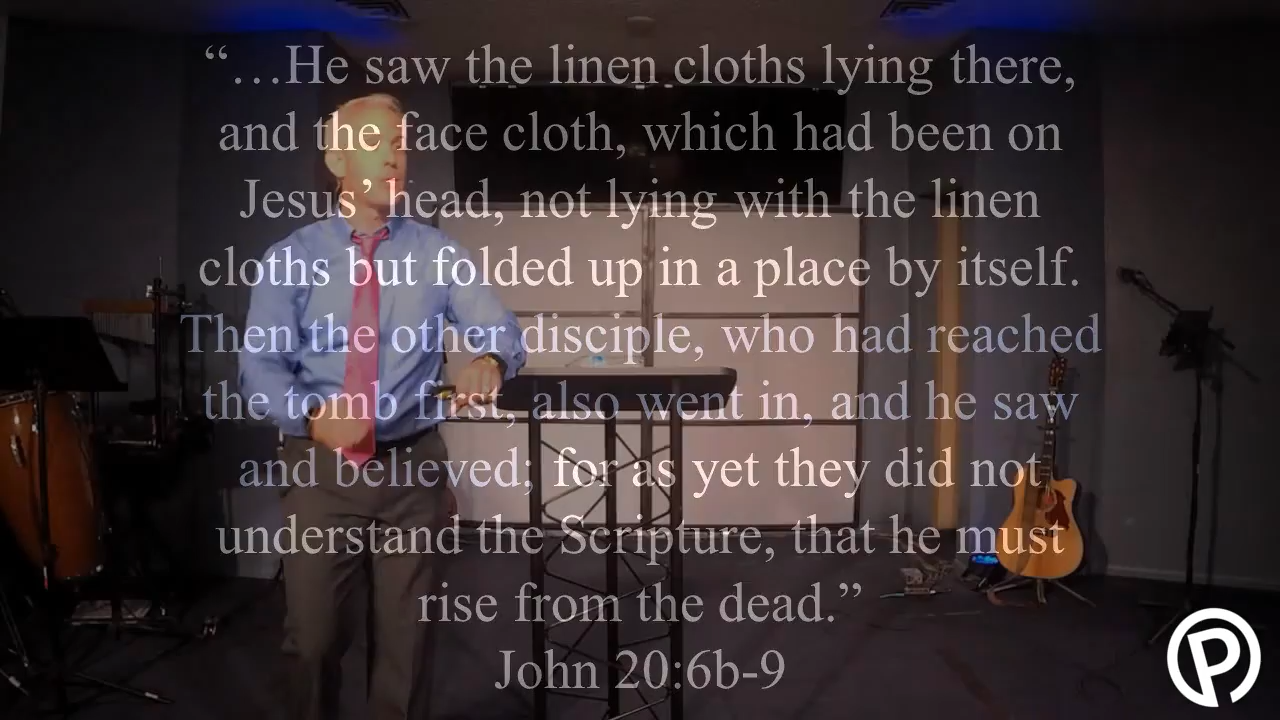 “…He saw the linen cloths lying there,
and the face cloth, which had been on
Jesus’ head, not lying with the linen
cloths but folded up in a place by itself.
Then the other disciple, who had reached
the tomb first, also went in, and he saw
and believed; for as yet they did not
understand the Scripture, that he must
rise from the dead.”
John 20:6b-9
P